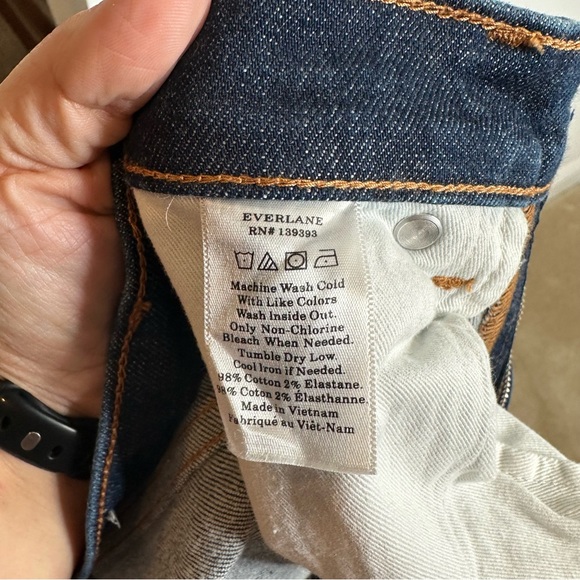 EVERLANE
RN# 139393
Machine Wash Cold
With Like Colors
Wash Inside Out.
Only Non-Chlorine
Bleach When Needed.
Tumble Dry Low.
Cool Iron if Needed.
98% Cotton 2% Elastane.
98% Coton 2% Élasthanne.
Made in Vietnam
Fabriqué au Viêt-Nam